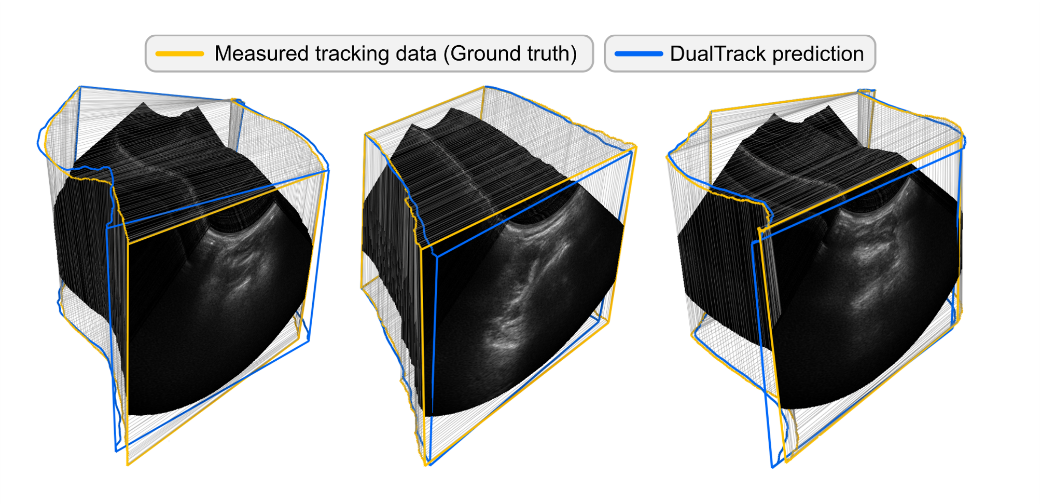 Measured tracking data (Ground truth)
DualTrack prediction